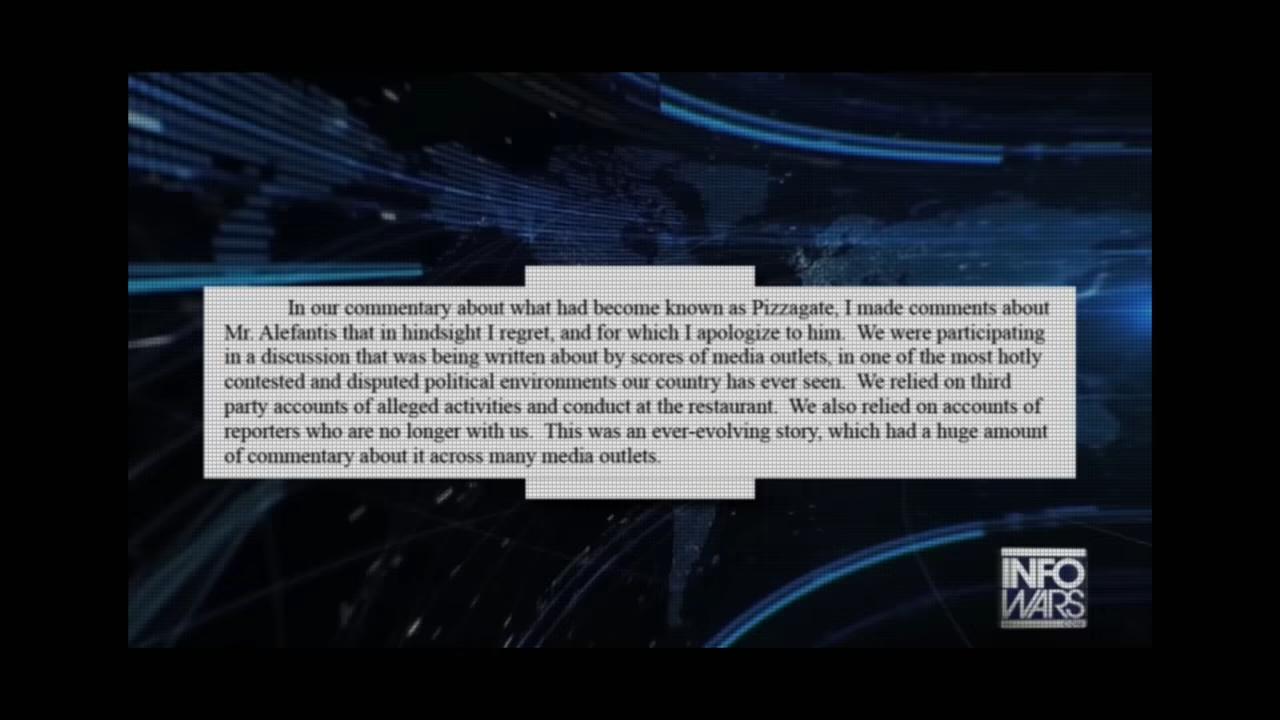 In our commentary about what had become known as Pizzagate, I made comments about
Mr. Alefantis that in hindsight I regret, and for which I apologize to him. We were participating
in a discussion that was being written about by scores of media outlets, in one of the most hotly
contested and disputed political environments our country has ever seen. We relied on third
party accounts of alleged activities and conduct at the restaurant. We also relied on accounts of
reporters who are no longer with us. This was an ever-evolving story, which had a huge amount
of commentary about it across many media outlets.
INFO
WARS
.COM